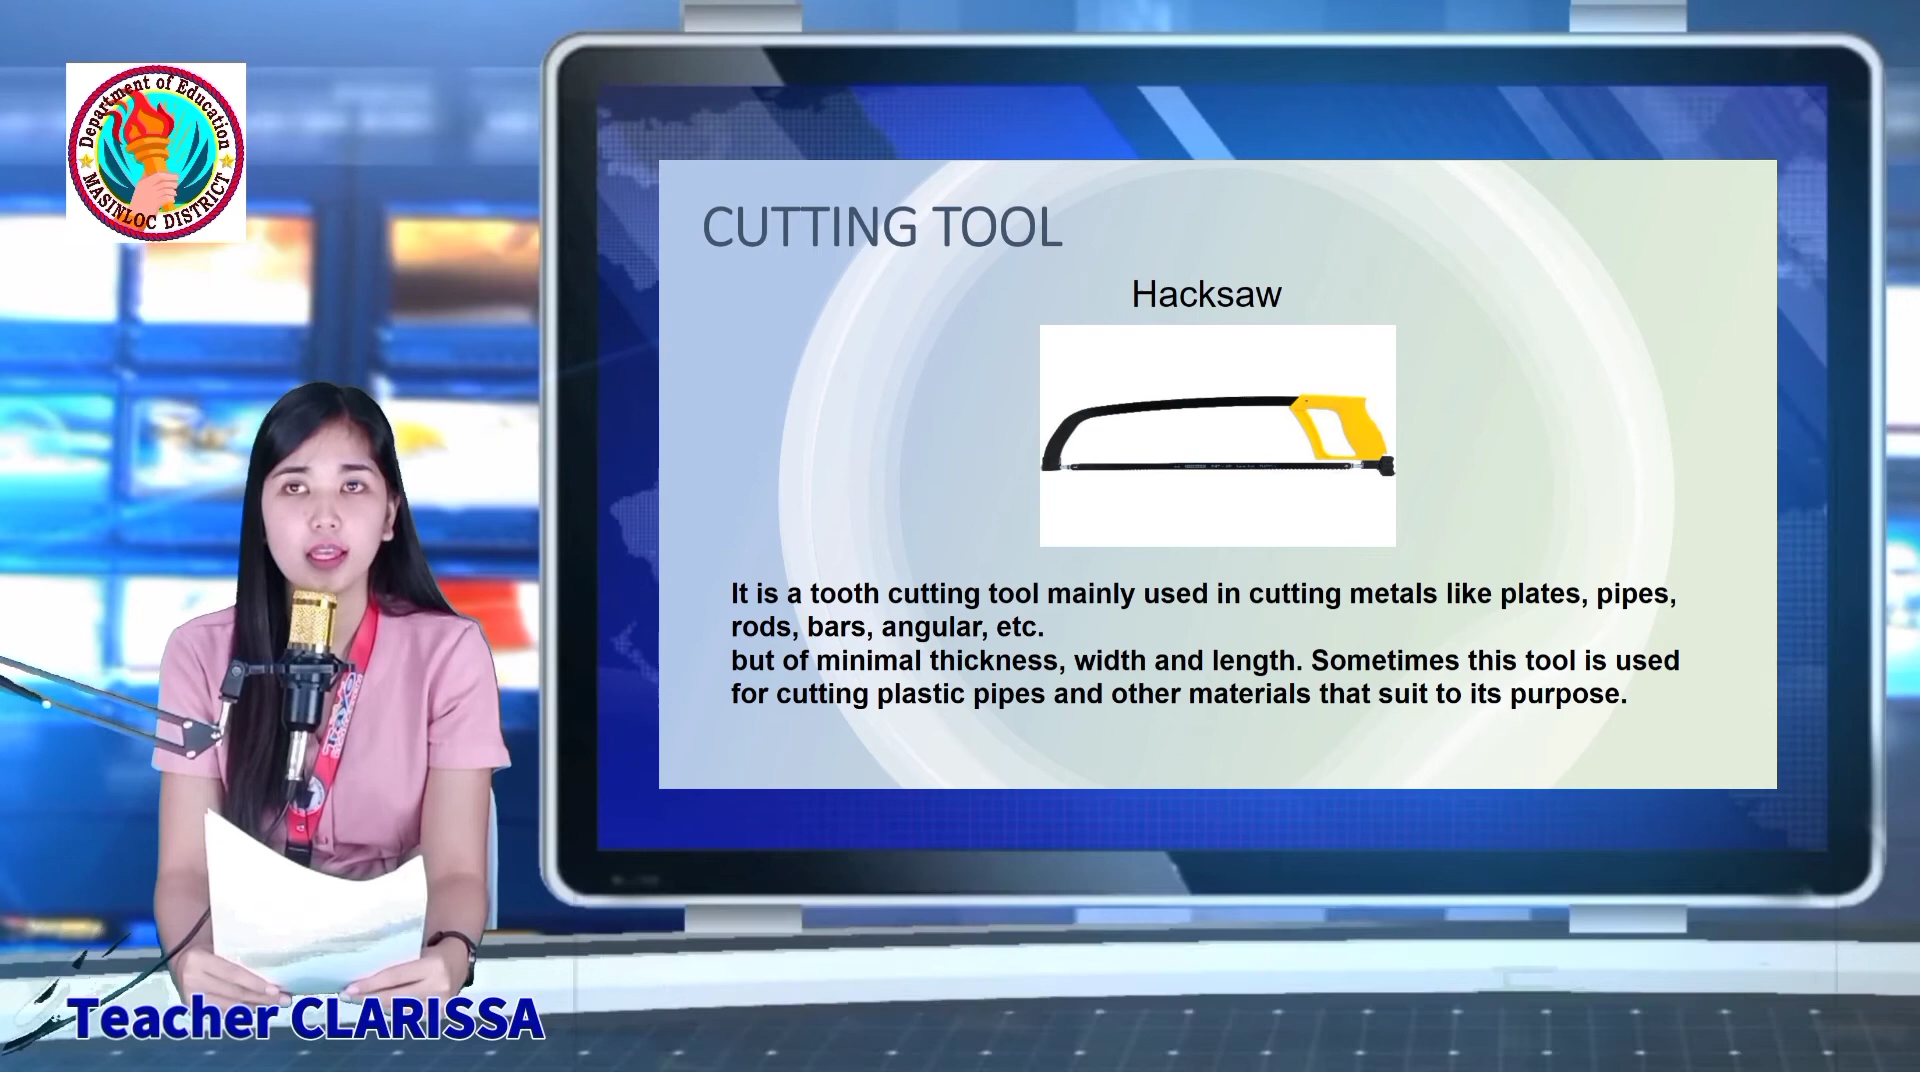 Department of Education
MASINLOC DISTRICT
CUTTING TOOL
Hacksaw
It is a tooth cutting tool mainly used in cutting metals like plates, pipes,
rods, bars, angular, etc.
but of minimal thickness, width and length. Sometimes this tool is used
for cutting plastic pipes and other materials that suit to its purpose.
Teacher CLARISSA